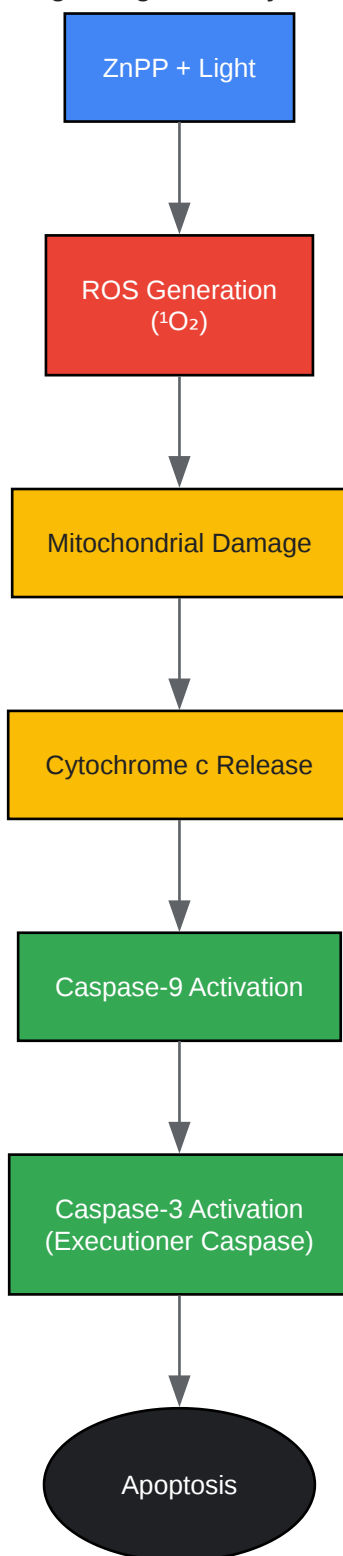 ZnPP + Light
ROS Generation
(¹O₂)
Mitochondrial Damage
Cytochrome c Release
Caspase-9 Activation
Caspase-3 Activation
(Executioner Caspase)
Apoptosis